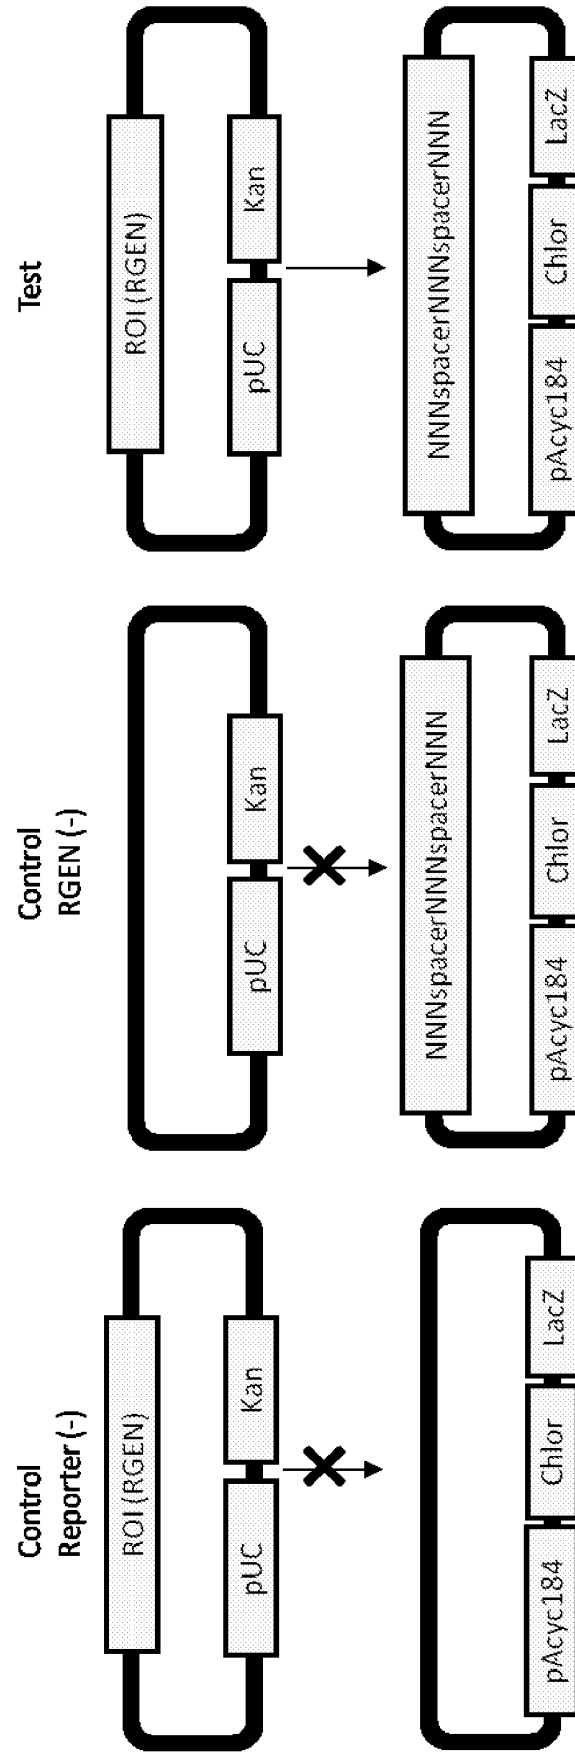 Control
Reporter (-)
ROI (RGEN)
pUC
Kan
pAcyc184
Chlor
LacZ
Control
RGEN (-)
pUC
Kan
NNNspacerNNNspacerNNN
pAcyc184
Chlor
LacZ
Test
ROI (RGEN)
pUC
Kan
NNNspacerNNNspacerNNN
pAcyc184
Chlor
LacZ